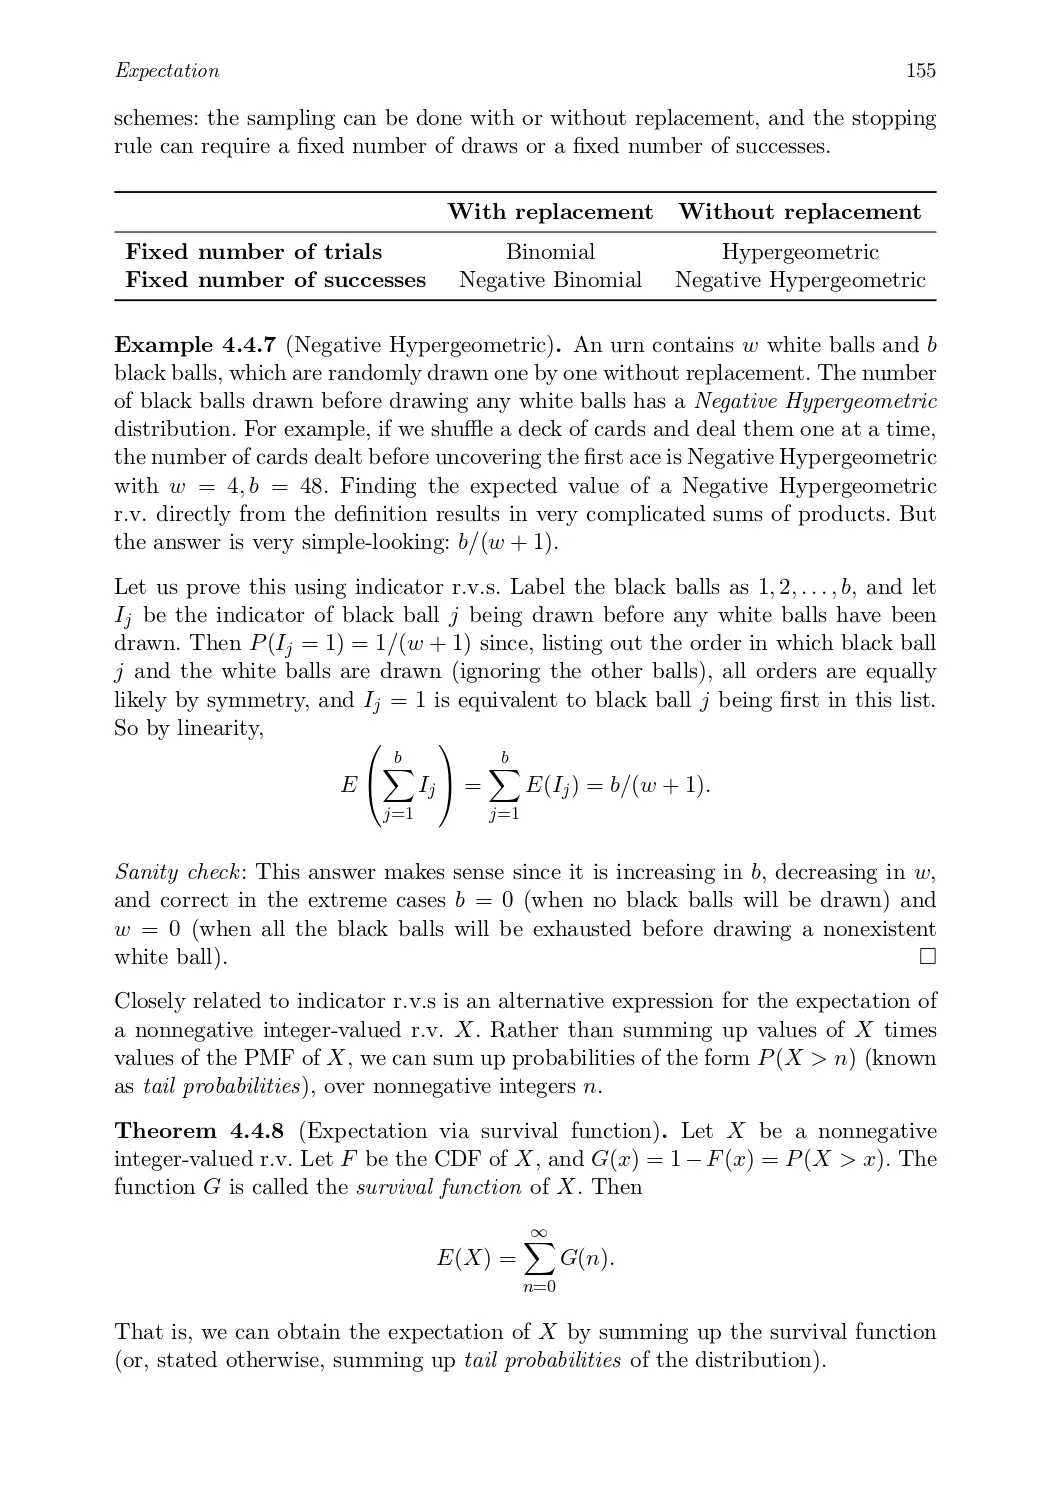 Expectation 155
schemes: the sampling can be done with or without replacement, and the stopping
rule can require a fixed number of draws or a fixed number of successes.
With replacement Without replacement
Fixed number of trials Binomial Hypergeometric
Fixed number of successes Negative Binomial Negative Hypergeometric
Example 4.4.7 (Negative Hypergeometric). An urn contains w white balls and b
black balls, which are randomly drawn one by one without replacement. The number
of black balls drawn before drawing any white balls has a Negative Hypergeometric
distribution. For example, if we shuffle a deck of cards and deal them one at a time,
the number of cards dealt before uncovering the first ace is Negative Hypergeometric
with w = 4, b = 48. Finding the expected value of a Negative Hypergeometric
r.v. directly from the definition results in very complicated sums of products. But
the answer is very simple-looking: b/(w + 1).
Let us prove this using indicator r.v.s. Label the black balls as 1, 2, . . . , b, and let
I_j be the indicator of black ball j being drawn before any white balls have been
drawn. Then P(I_j = 1) = 1/(w + 1) since, listing out the order in which black ball
j and the white balls are drawn (ignoring the other balls), all orders are equally
likely by symmetry, and I_j = 1 is equivalent to black ball j being first in this list.
So by linearity,
E(∑_{j=1}^{b} I_j) = ∑_{j=1}^{b} E(I_j) = b/(w + 1).
Sanity check: This answer makes sense since it is increasing in b, decreasing in w,
and correct in the extreme cases b = 0 (when no black balls will be drawn) and
w = 0 (when all the black balls will be exhausted before drawing a nonexistent
white ball). □
Closely related to indicator r.v.s is an alternative expression for the expectation of
a nonnegative integer-valued r.v. X. Rather than summing up values of X times
values of the PMF of X, we can sum up probabilities of the form P(X > n) (known
as tail probabilities), over nonnegative integers n.
Theorem 4.4.8 (Expectation via survival function). Let X be a nonnegative
integer-valued r.v. Let F be the CDF of X, and G(x) = 1 − F(x) = P(X > x). The
function G is called the survival function of X. Then
E(X) = ∑_{n=0}^{∞} G(n).
That is, we can obtain the expectation of X by summing up the survival function
(or, stated otherwise, summing up tail probabilities of the distribution).